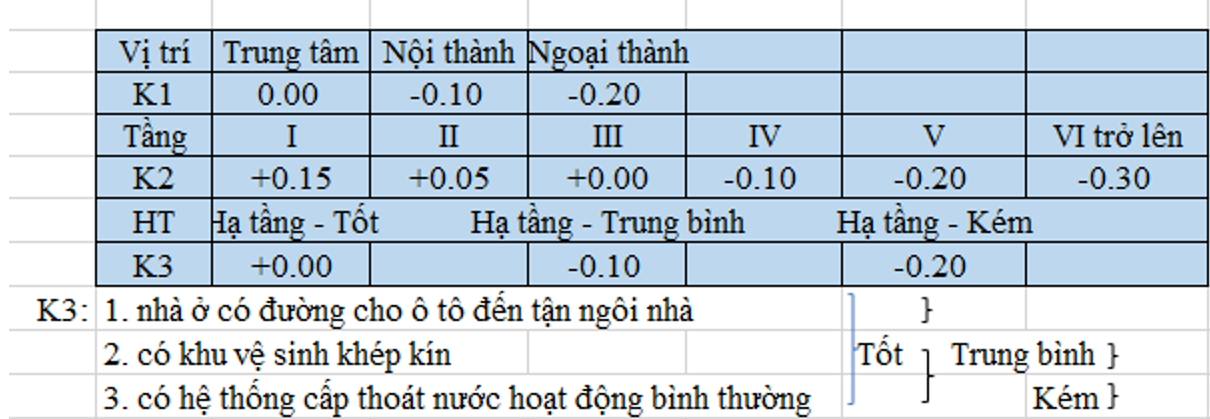 Vị trí Trung tâm Nội thành Ngoại thành
K1 0.00 -0.10 -0.20
Tầng I II III IV V VI trở lên
K2 +0.15 +0.05 +0.00 -0.10 -0.20 -0.30
HT Hạ tầng - Tốt Hạ tầng - Trung bình Hạ tầng - Kém
K3 +0.00 -0.10 -0.20
K3: 1. nhà ở có đường cho ô tô đến tận ngôi nhà }
2. có khu vệ sinh khép kín Tốt } Trung bình }
3. có hệ thống cấp thoát nước hoạt động bình thường Kém }